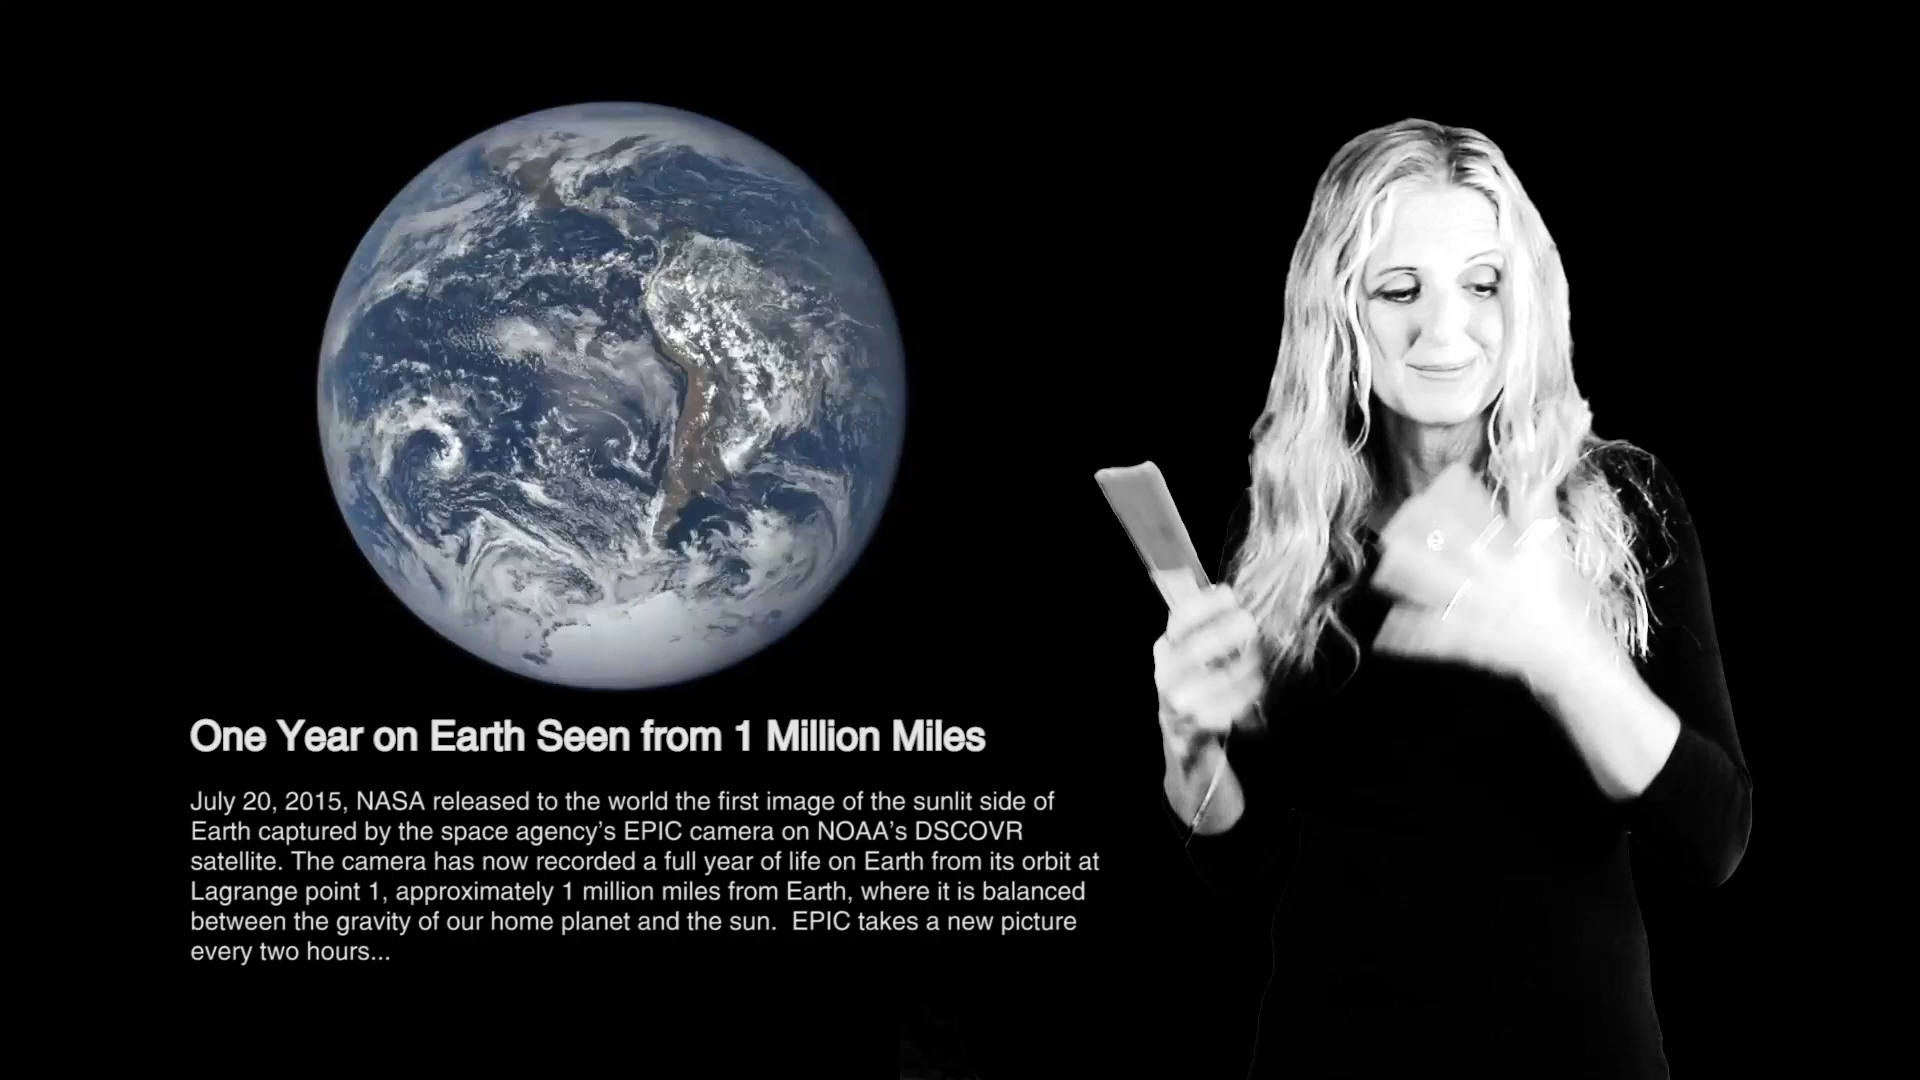 One Year on Earth Seen from 1 Million Miles
July 20, 2015, NASA released to the world the first image of the sunlit side of
Earth captured by the space agency’s EPIC camera on NOAA’s DSCOVR
satellite. The camera has now recorded a full year of life on Earth from its orbit at
Lagrange point 1, approximately 1 million miles from Earth, where it is balanced
between the gravity of our home planet and the sun.  EPIC takes a new picture
every two hours...